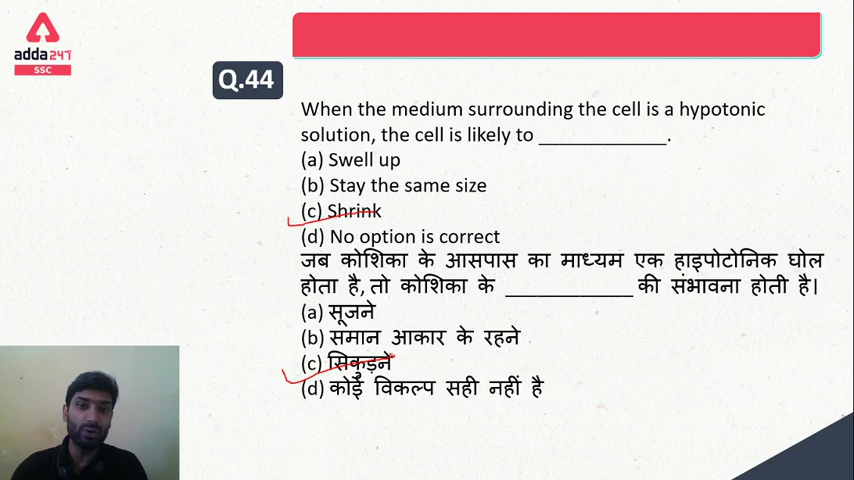 adda247
SSC
Q.44
When the medium surrounding the cell is a hypotonic
solution, the cell is likely to ____________.
(a) Swell up
(b) Stay the same size
(c) Shrink
(d) No option is correct
जब कोशिका के आसपास का माध्यम एक हाइपोटोनिक घोल
होता है, तो कोशिका के ____________ की संभावना होती है।
(a) सूजने
(b) समान आकार के रहने
(c) सिकुड़ने
(d) कोई विकल्प सही नहीं है